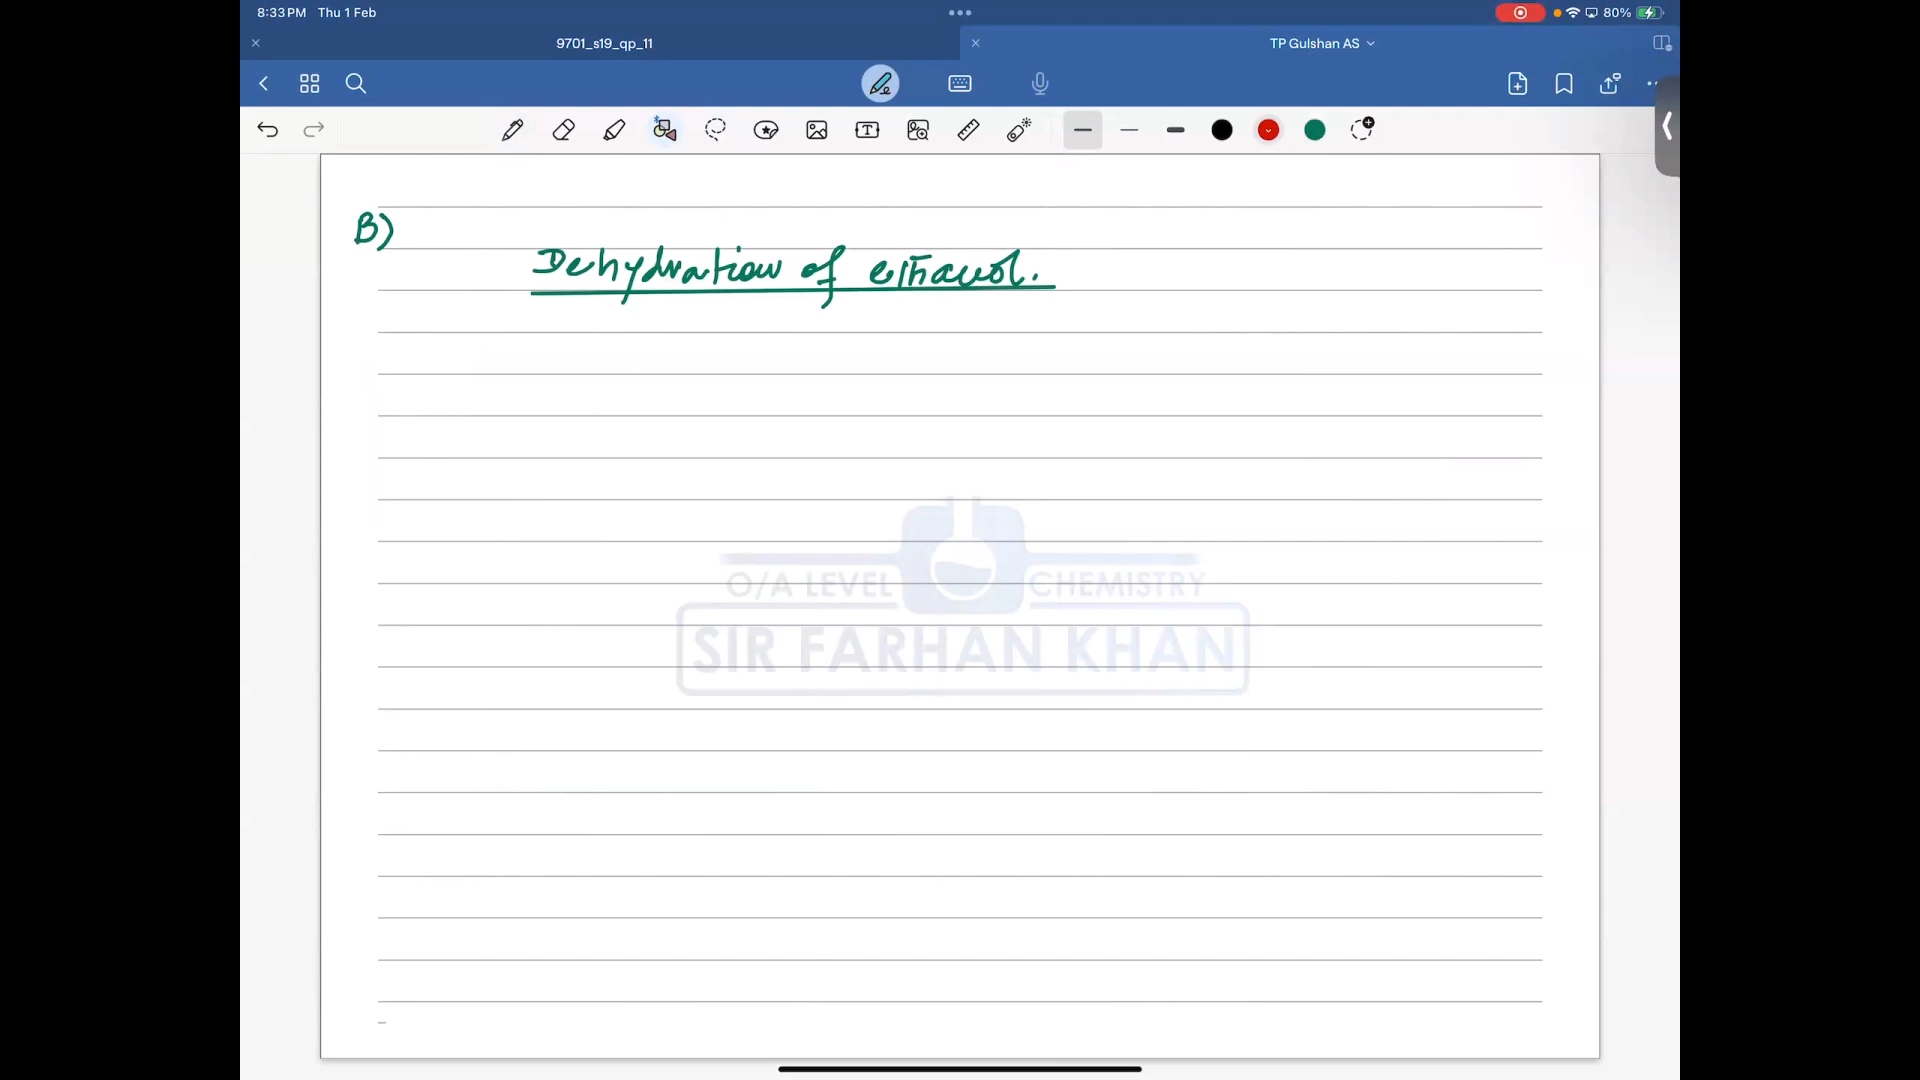 8:33 PM Thu 1 Feb
80%
9701_s19_qp_11
TP Gulshan AS
B)
Dehydration of ethanol.
O/A LEVEL CHEMISTRY
SIR FARHAN KHAN